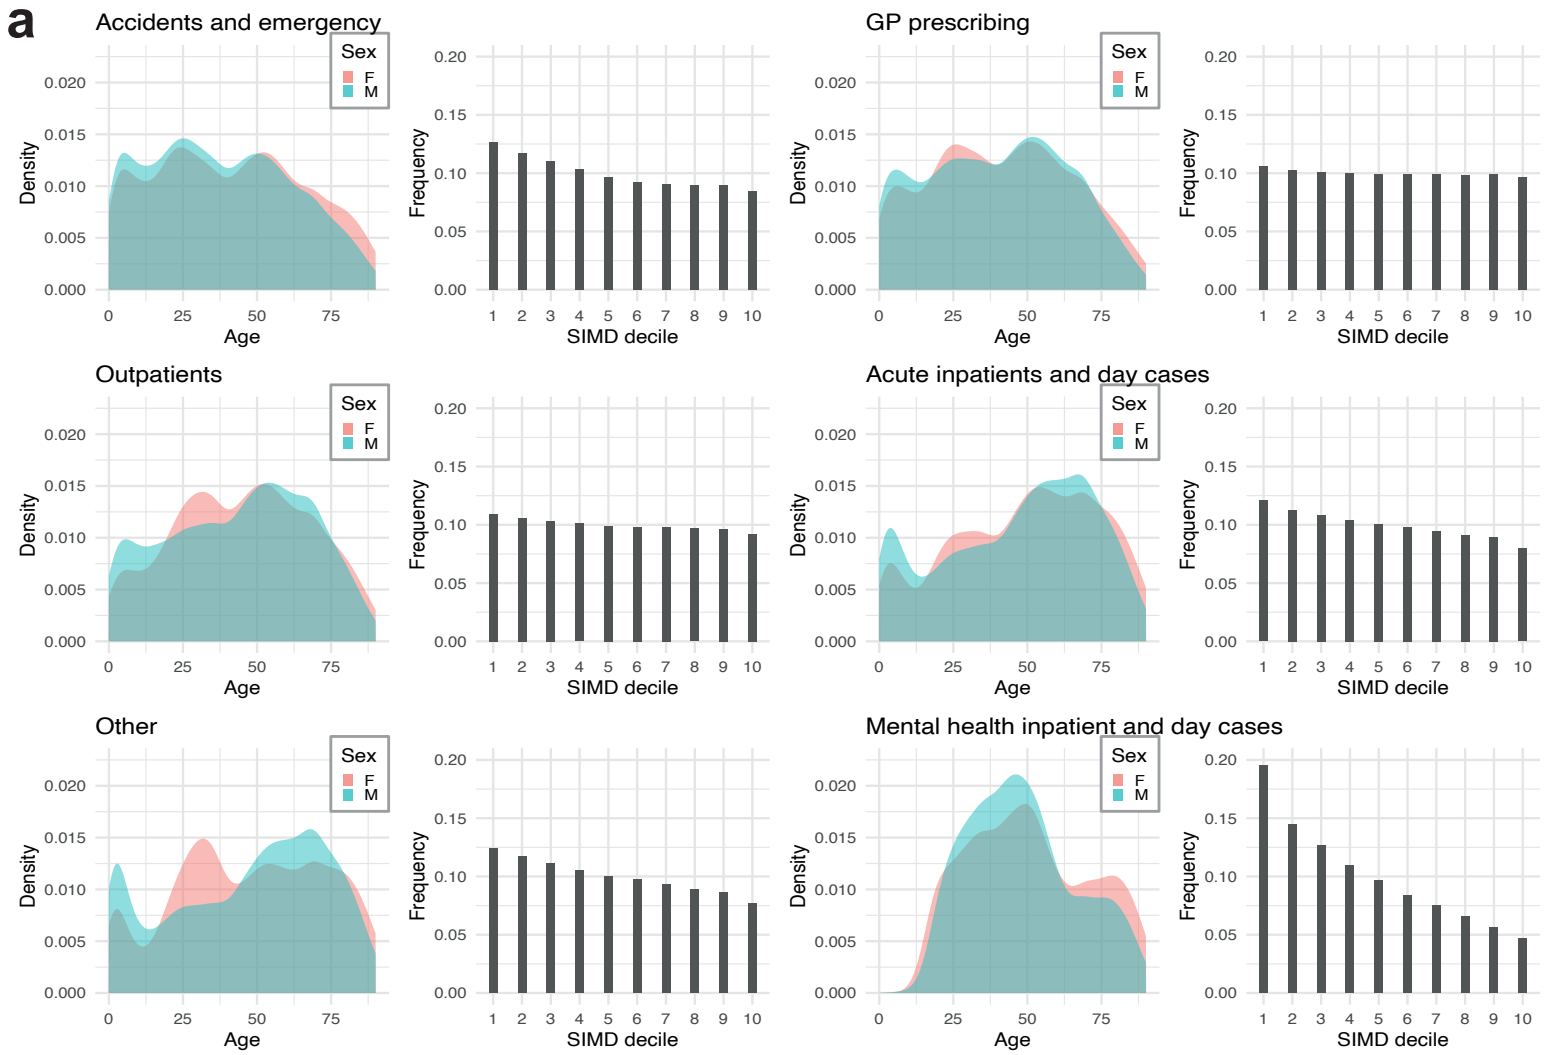 a
Accidents and emergency
Sex
F
M
Density
0.020
0.015
0.010
0.005
0.000
0 25 50 75
Age
Frequency
0.20
0.15
0.10
0.05
0.00
1 2 3 4 5 6 7 8 9 10
SIMD decile
GP prescribing
Sex
F
M
Density
0.020
0.015
0.010
0.005
0.000
0 25 50 75
Age
Frequency
0.20
0.15
0.10
0.05
0.00
1 2 3 4 5 6 7 8 9 10
SIMD decile
Outpatients
Sex
F
M
Density
0.020
0.015
0.010
0.005
0.000
0 25 50 75
Age
Frequency
0.20
0.15
0.10
0.05
0.00
1 2 3 4 5 6 7 8 9 10
SIMD decile
Acute inpatients and day cases
Sex
F
M
Density
0.020
0.015
0.010
0.005
0.000
0 25 50 75
Age
Frequency
0.20
0.15
0.10
0.05
0.00
1 2 3 4 5 6 7 8 9 10
SIMD decile
Other
Sex
F
M
Density
0.020
0.015
0.010
0.005
0.000
0 25 50 75
Age
Frequency
0.20
0.15
0.10
0.05
0.00
1 2 3 4 5 6 7 8 9 10
SIMD decile
Mental health inpatient and day cases
Sex
F
M
Density
0.020
0.015
0.010
0.005
0.000
0 25 50 75
Age
Frequency
0.20
0.15
0.10
0.05
0.00
1 2 3 4 5 6 7 8 9 10
SIMD decile